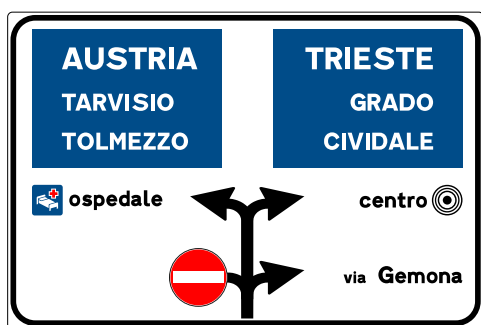 AUSTRIA
TARVISIO
TOLMEZZO
TRIESTE
GRADO
CIVIDALE
ospedale
centro
via Gemona